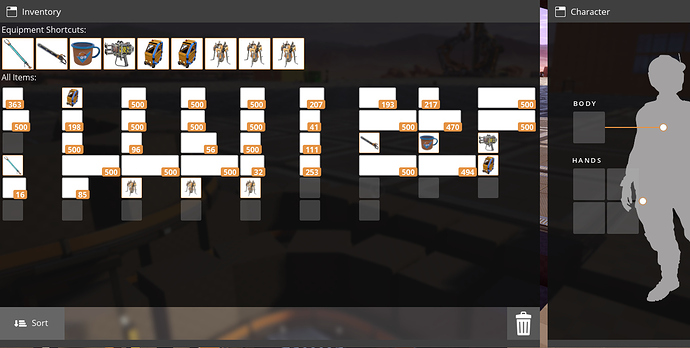 Inventory
Character
Equipment Shortcuts:
All Items:
363 500 500 500 207 193 217 500
500 198 500 500 500 41 500 470 500
500 96 56 500 111
500 500 500 32 253 500 494
16 85
BODY
HANDS
Sort